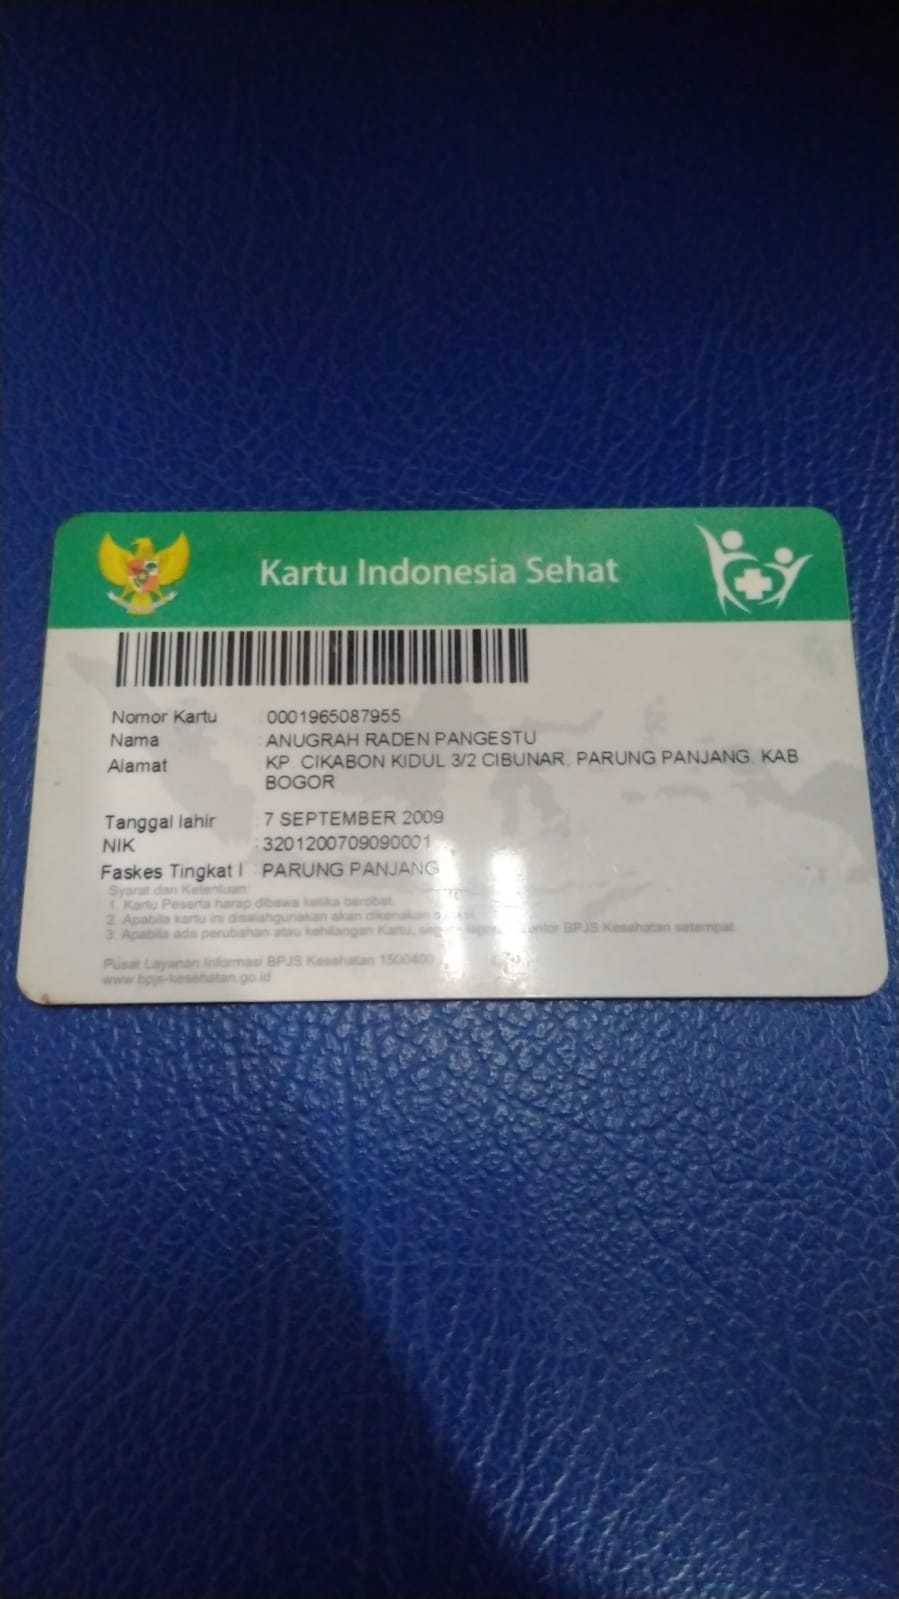 Kartu Indonesia Sehat
Nomor Kartu : 0001965087955
Nama : ANUGRAH RADEN PANGESTU
Alamat : KP. CIKABON KIDUL 3/2 CIBUNAR. PARUNG PANJANG. KAB
BOGOR
Tanggal lahir : 7 SEPTEMBER 2009
NIK : 3201200709090001
Faskes Tingkat I : PARUNG PANJANG
Syarat dan Ketentuan:
1. Kartu Peserta harap dibawa ketika berobat.
2. Apabila kartu ini disalahgunakan akan dikenakan
3. Apabila ada perubahan atau kehilangan Kartu, BPJS Kesehatan setempat.
Pusat Layanan Informasi BPJS Kesehatan 1500400
www.bpjs-kesehatan.go.id